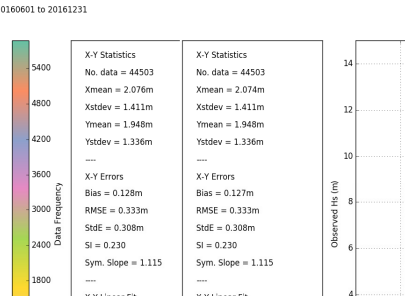 0160601 to 20161231
5400
4800
4200
3600
3000
2400
1800
Data Frequency
X-Y Statistics
No. data = 44503
Xmean = 2.076m
Xstdev = 1.411m
Ymean = 1.948m
Ystdev = 1.336m
----
X-Y Errors
Bias = 0.128m
RMSE = 0.333m
StdE = 0.308m
SI = 0.230
Sym. Slope = 1.115
----
X-Y Linear Fit
X-Y Statistics
No. data = 44503
Xmean = 2.074m
Xstdev = 1.411m
Ymean = 1.948m
Ystdev = 1.336m
----
X-Y Errors
Bias = 0.127m
RMSE = 0.333m
StdE = 0.308m
SI = 0.230
Sym. Slope = 1.115
----
X-Y Linear Fit
Observed Hs (m)
14
12
10
8
6
4